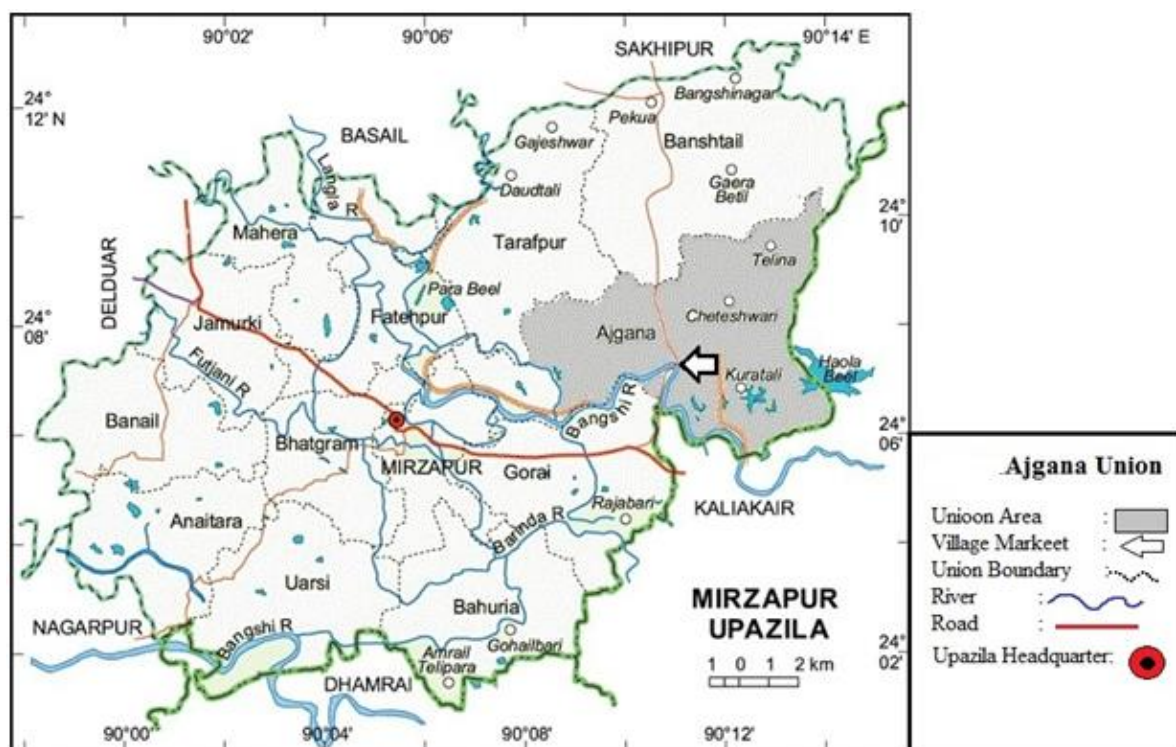 90°02'
90°06'
SAKHIPUR
90°14' E
24°
12' N
BASAIL
Bangshinagar
Pekua
Gajeshwar
Banshtail
Langla
R
Daudtali
Gaera
Betil
24°
10'
Mahera
Tarafpur
Telina
DELDUAR
Para Beel
Cheteshwari
24°
08'
Jamurki
Fatehpur
Ajgana
Haola
Beel
Futjani R
Kuratali
Bangshi R
24°
06'
Banail
Bhatgram
MIRZAPUR
Gorai
Rajabari
KALIAKAIR
Anaitara
Barinda R
Uarsi
Bahuria
MIRZAPUR
UPAZILA
NAGARPUR
Bangshi R
Gohailbari
Amrail
Telipara
1 0 1 2 km
24°
02'
DHAMRAI
90°00'
90°04'
90°08'
90°12'
Ajgana Union
Unioon Area :
Village Markeet :
Union Boundary :
River :
Road :
Upazila Headquarter: